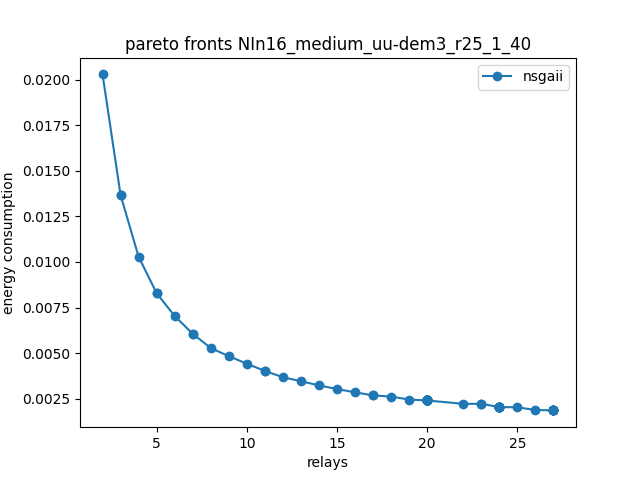 pareto fronts NIn16_medium_uu-dem3_r25_1_40
nsgaii
energy consumption
0.0200
0.0175
0.0150
0.0125
0.0100
0.0075
0.0050
0.0025
5 10 15 20 25
relays